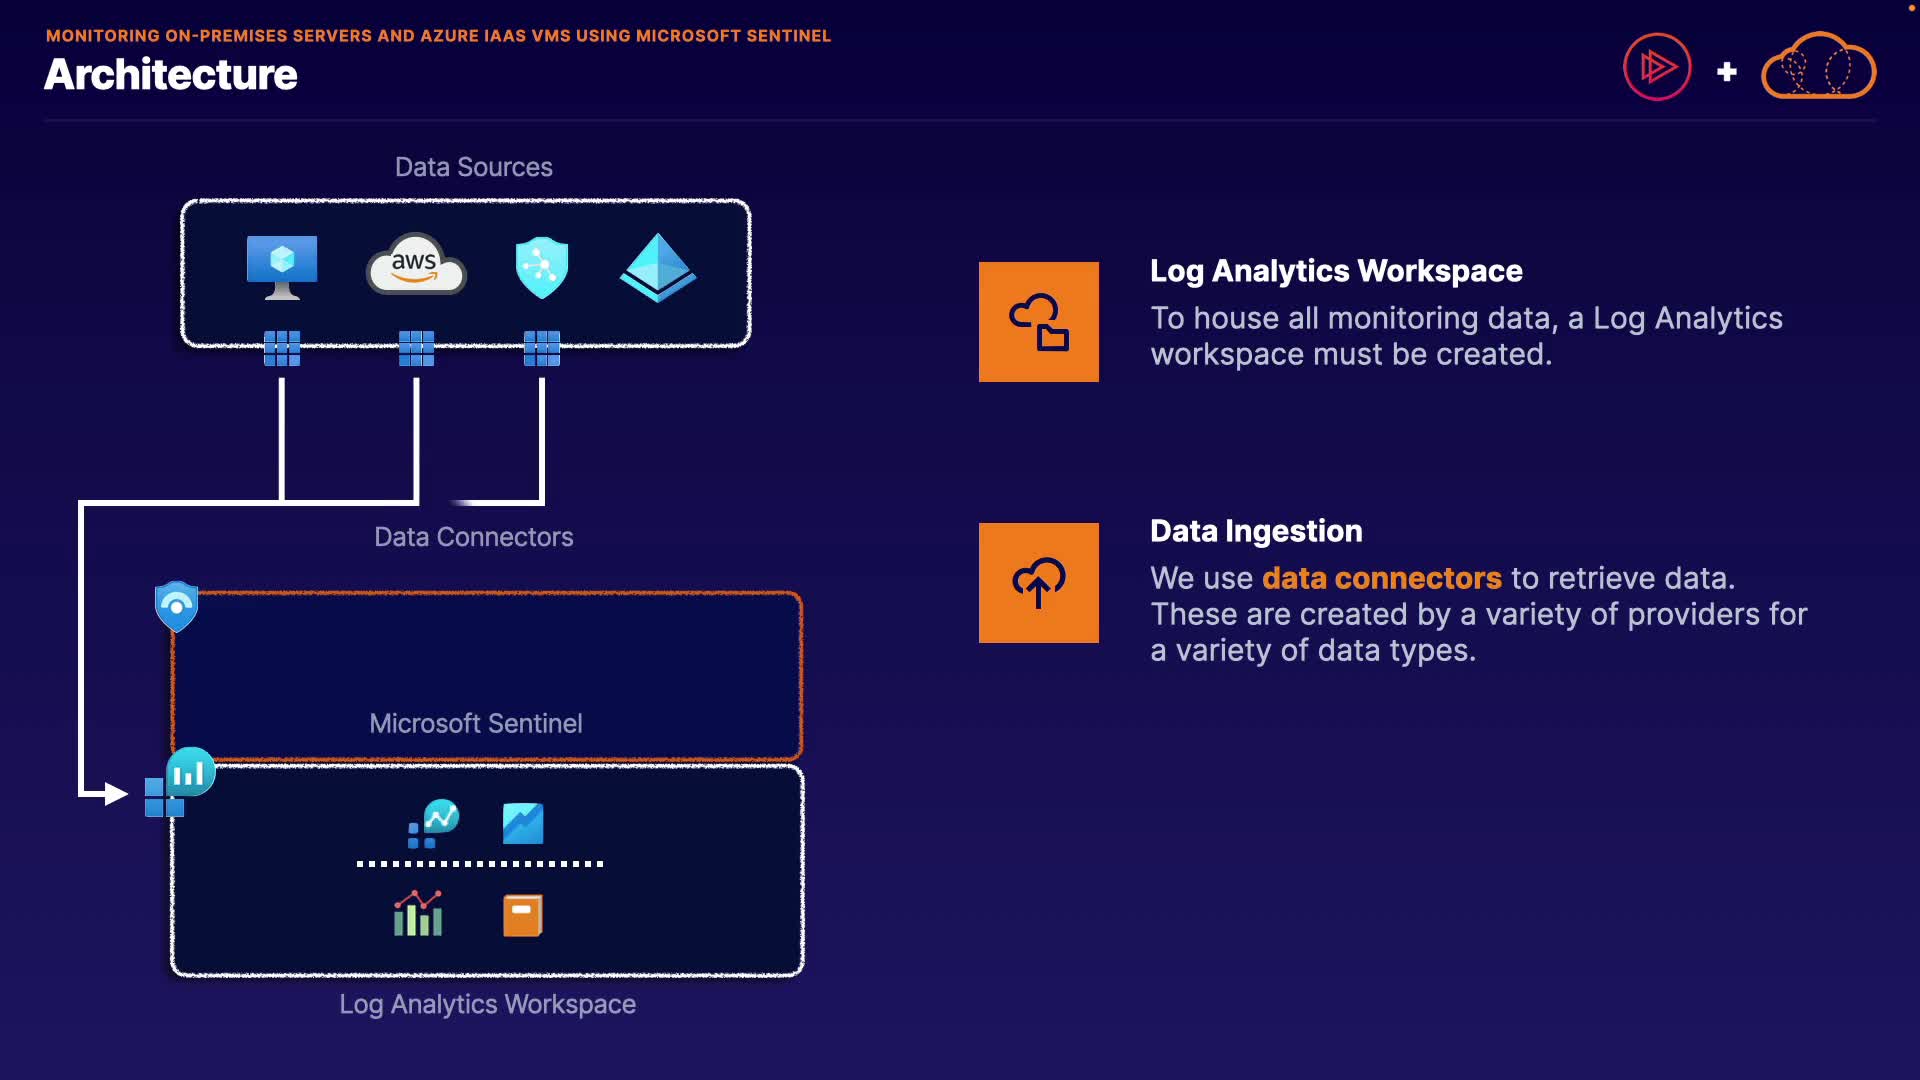 MONITORING ON-PREMISES SERVERS AND AZURE IAAS VMS USING MICROSOFT SENTINEL
Architecture
Data Sources
aws
Data Connectors
Microsoft Sentinel
Log Analytics Workspace
Log Analytics Workspace
To house all monitoring data, a Log Analytics
workspace must be created.
Data Ingestion
We use data connectors to retrieve data.
These are created by a variety of providers for
a variety of data types.